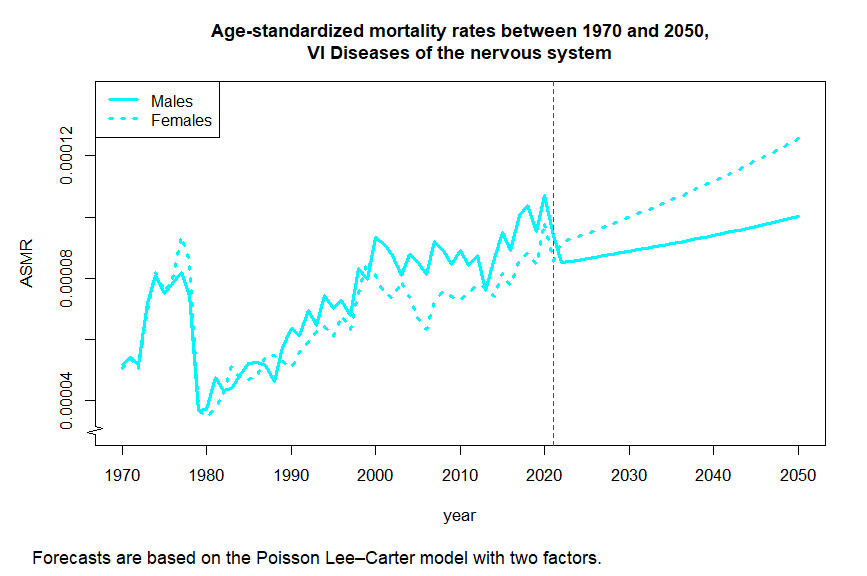 Age-standardized mortality rates between 1970 and 2050,
VI Diseases of the nervous system
Males
Females
0.00012
0.00008
0.00004
ASMR
1970 1980 1990 2000 2010 2020 2030 2040 2050
year
Forecasts are based on the Poisson Lee–Carter model with two factors.